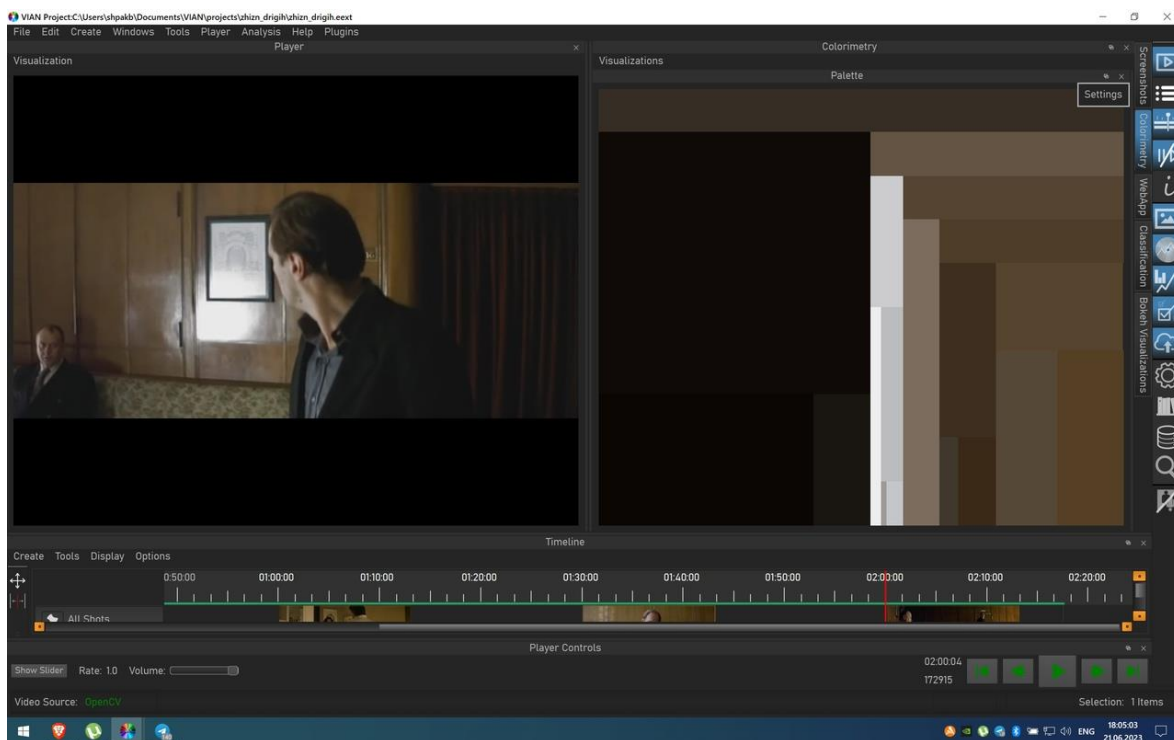 VIAN Project:C:\Users\shpakb\Documents\VIAN\projects\zhizn_drigih\zhizn_drigih.eext
File Edit Create Windows Tools Player Analysis Help Plugins
Player
Visualization
Colorimetry
Visualizations
Palette
Settings
Screenshots
Colorimetry
WebApp
Classification
Bokeh Visualizations
Timeline
Create Tools Display Options
0:50:00 01:00:00 01:10:00 01:20:00 01:30:00 01:40:00 01:50:00 02:00:00 02:10:00 02:20:00
All Shots
Player Controls
Show Slider Rate: 1.0 Volume:
02:00:04
172915
Video Source: OpenCV
Selection: 1 Items
ENG
18:05:03
21.06.2023